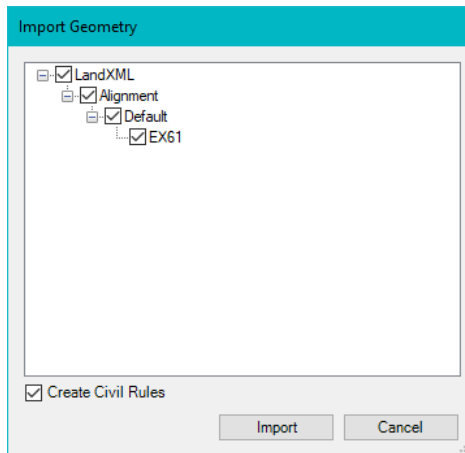 Import Geometry
LandXML
Alignment
Default
EX61
Create Civil Rules
Import
Cancel